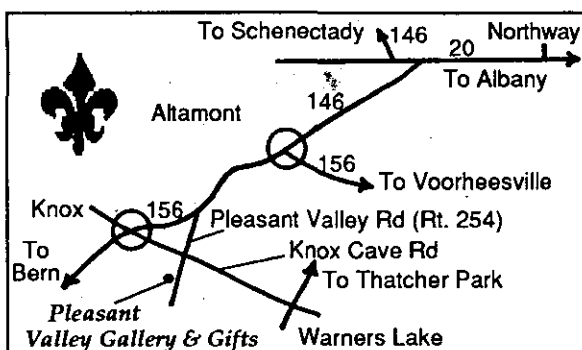 To Schenectady
146
20
Northway
To Albany
146
Altamont
156
To Voorheesville
Knox
156
Pleasant Valley Rd (Rt. 254)
To
Bern
Knox Cave Rd
To Thatcher Park
Pleasant
Valley Gallery & Gifts
Warners Lake